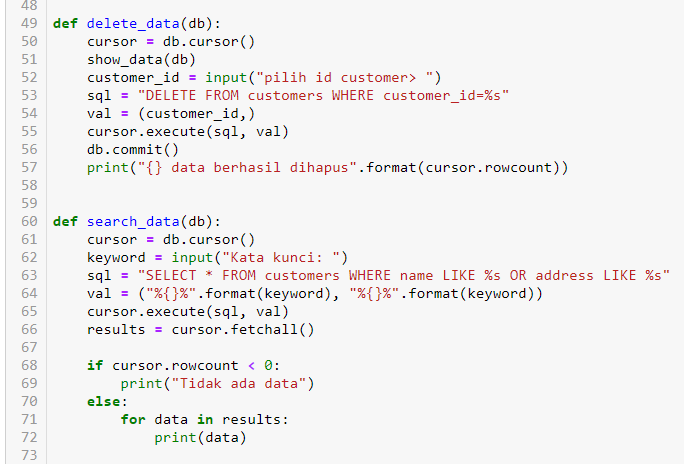 48
49 def delete_data(db):
50     cursor = db.cursor()
51     show_data(db)
52     customer_id = input("pilih id customer> ")
53     sql = "DELETE FROM customers WHERE customer_id=%s"
54     val = (customer_id,)
55     cursor.execute(sql, val)
56     db.commit()
57     print("{} data berhasil dihapus".format(cursor.rowcount))
58
59
60 def search_data(db):
61     cursor = db.cursor()
62     keyword = input("Kata kunci: ")
63     sql = "SELECT * FROM customers WHERE name LIKE %s OR address LIKE %s"
64     val = ("%{}%".format(keyword), "%{}%".format(keyword))
65     cursor.execute(sql, val)
66     results = cursor.fetchall()
67
68     if cursor.rowcount < 0:
69         print("Tidak ada data")
70     else:
71         for data in results:
72             print(data)
73